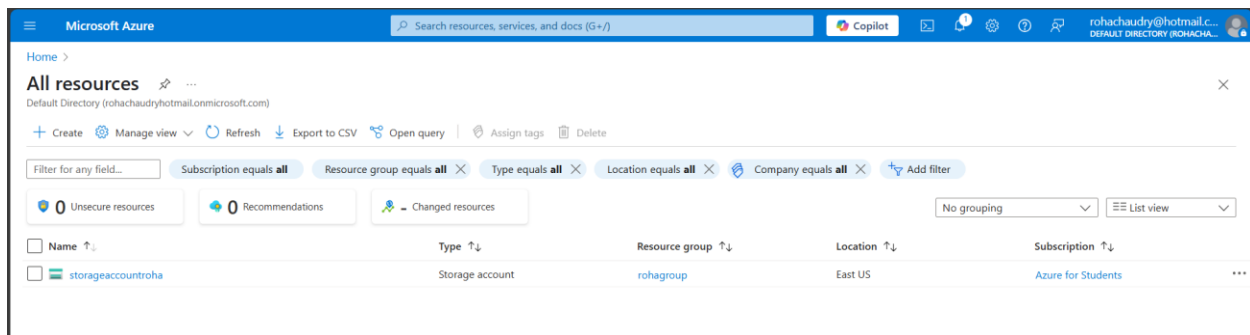 Microsoft Azure Search resources, services, and docs (G+/) Copilot 1 rohachaudry@hotmail.c...
DEFAULT DIRECTORY (ROHACHA...
Home >
All resources ...
Default Directory (rohachaudryhotmail.onmicrosoft.com)
+ Create Manage view Refresh Export to CSV Open query Assign tags Delete
Filter for any field... Subscription equals all Resource group equals all Type equals all Location equals all Company equals all Add filter
0 Unsecure resources 0 Recommendations - Changed resources No grouping List view
Name Type Resource group Location Subscription
storageaccountroha Storage account rohagroup East US Azure for Students ...